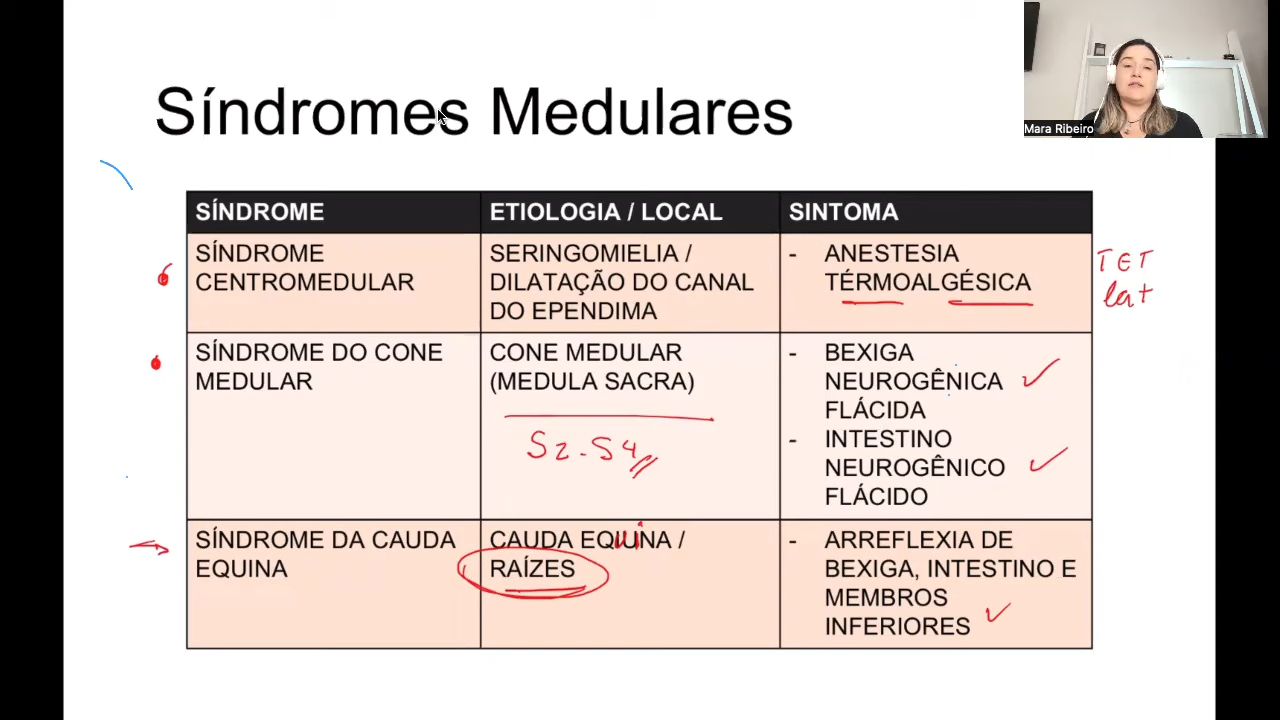 Mara Ribeiro
Síndromes Medulares
SÍNDROME
ETIOLOGIA / LOCAL
SINTOMA
SÍNDROME
CENTROMEDULAR
SERINGOMIELIA /
DILATAÇÃO DO CANAL
DO EPENDIMA
- ANESTESIA
TÉRMOALGÉSICA
TET
lat
SÍNDROME DO CONE
MEDULAR
CONE MEDULAR
(MEDULA SACRA)
S2-S4
- BEXIGA
NEUROGÊNICA
FLÁCIDA
- INTESTINO
NEUROGÊNICO
FLÁCIDO
SÍNDROME DA CAUDA
EQUINA
CAUDA EQIUNA /
ui
RAÍZES
- ARREFLEXIA DE
BEXIGA, INTESTINO E
MEMBROS
INFERIORES